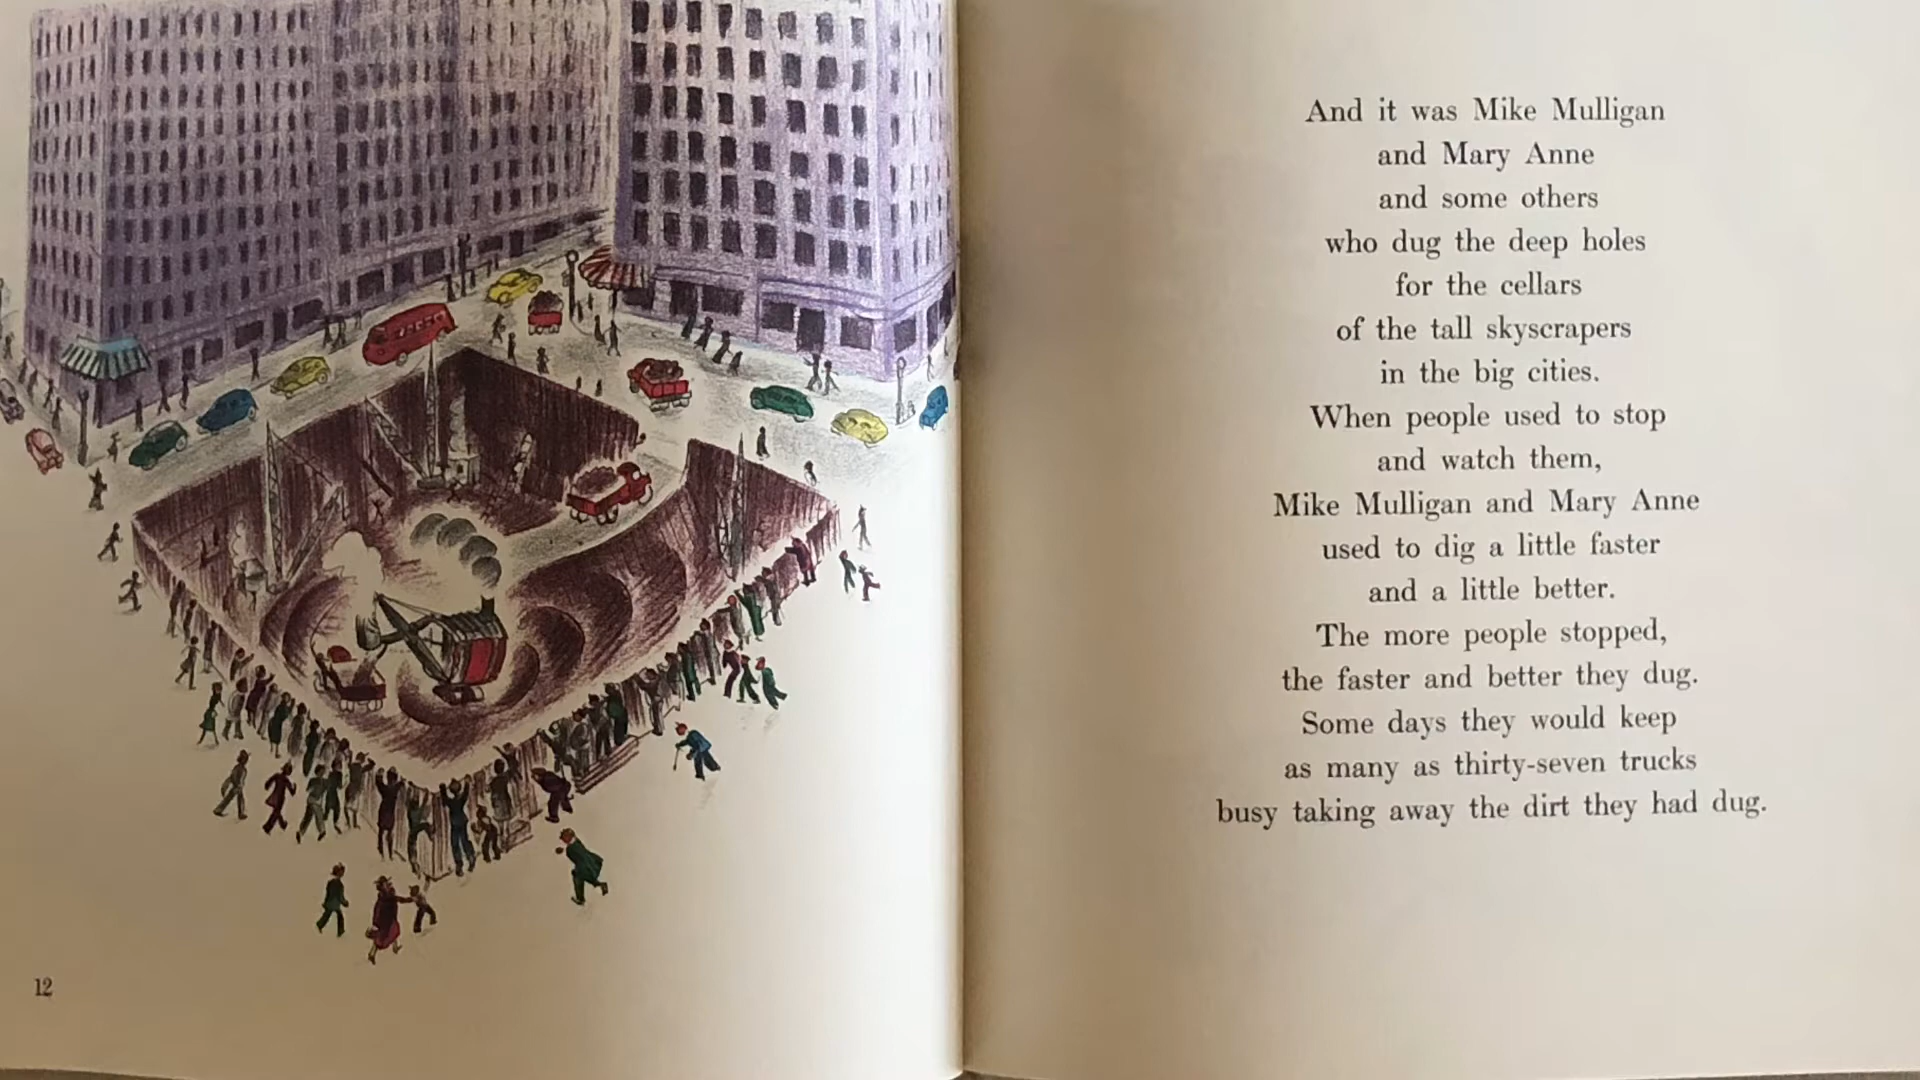 And it was Mike Mulligan
and Mary Anne
and some others
who dug the deep holes
for the cellars
of the tall skyscrapers
in the big cities.
When people used to stop
and watch them,
Mike Mulligan and Mary Anne
used to dig a little faster
and a little better.
The more people stopped,
the faster and better they dug.
Some days they would keep
as many as thirty-seven trucks
busy taking away the dirt they had dug.
12